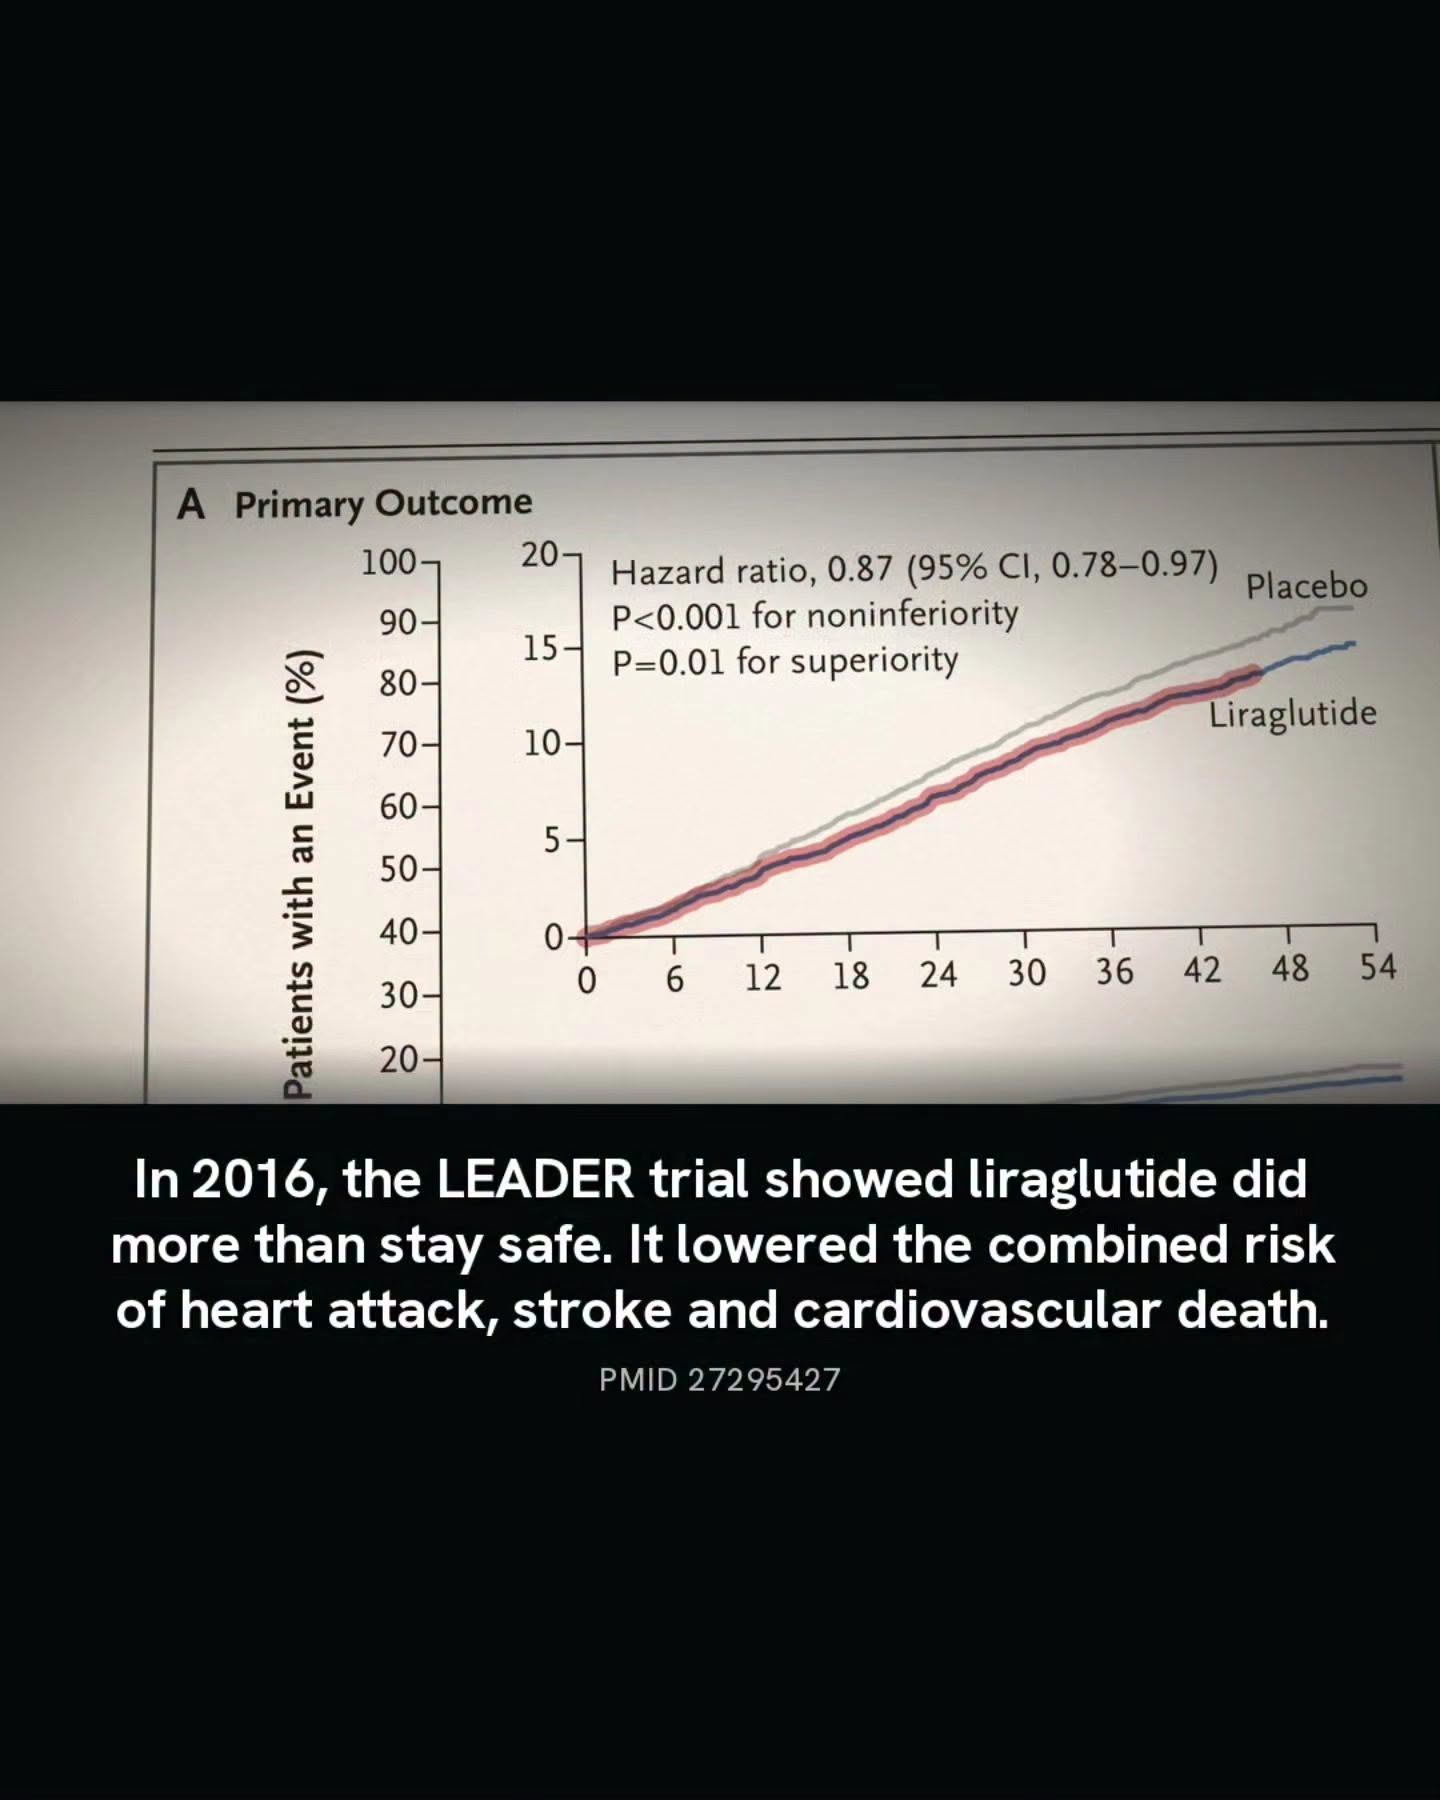 A Primary Outcome
Patients with an Event (%)
100
90
80
70
60
50
40
30
20
20
15
10
5
0
Hazard ratio, 0.87 (95% CI, 0.78–0.97)
P<0.001 for noninferiority
P=0.01 for superiority
Placebo
Liraglutide
0 6 12 18 24 30 36 42 48 54
In 2016, the LEADER trial showed liraglutide did
more than stay safe. It lowered the combined risk
of heart attack, stroke and cardiovascular death.
PMID 27295427